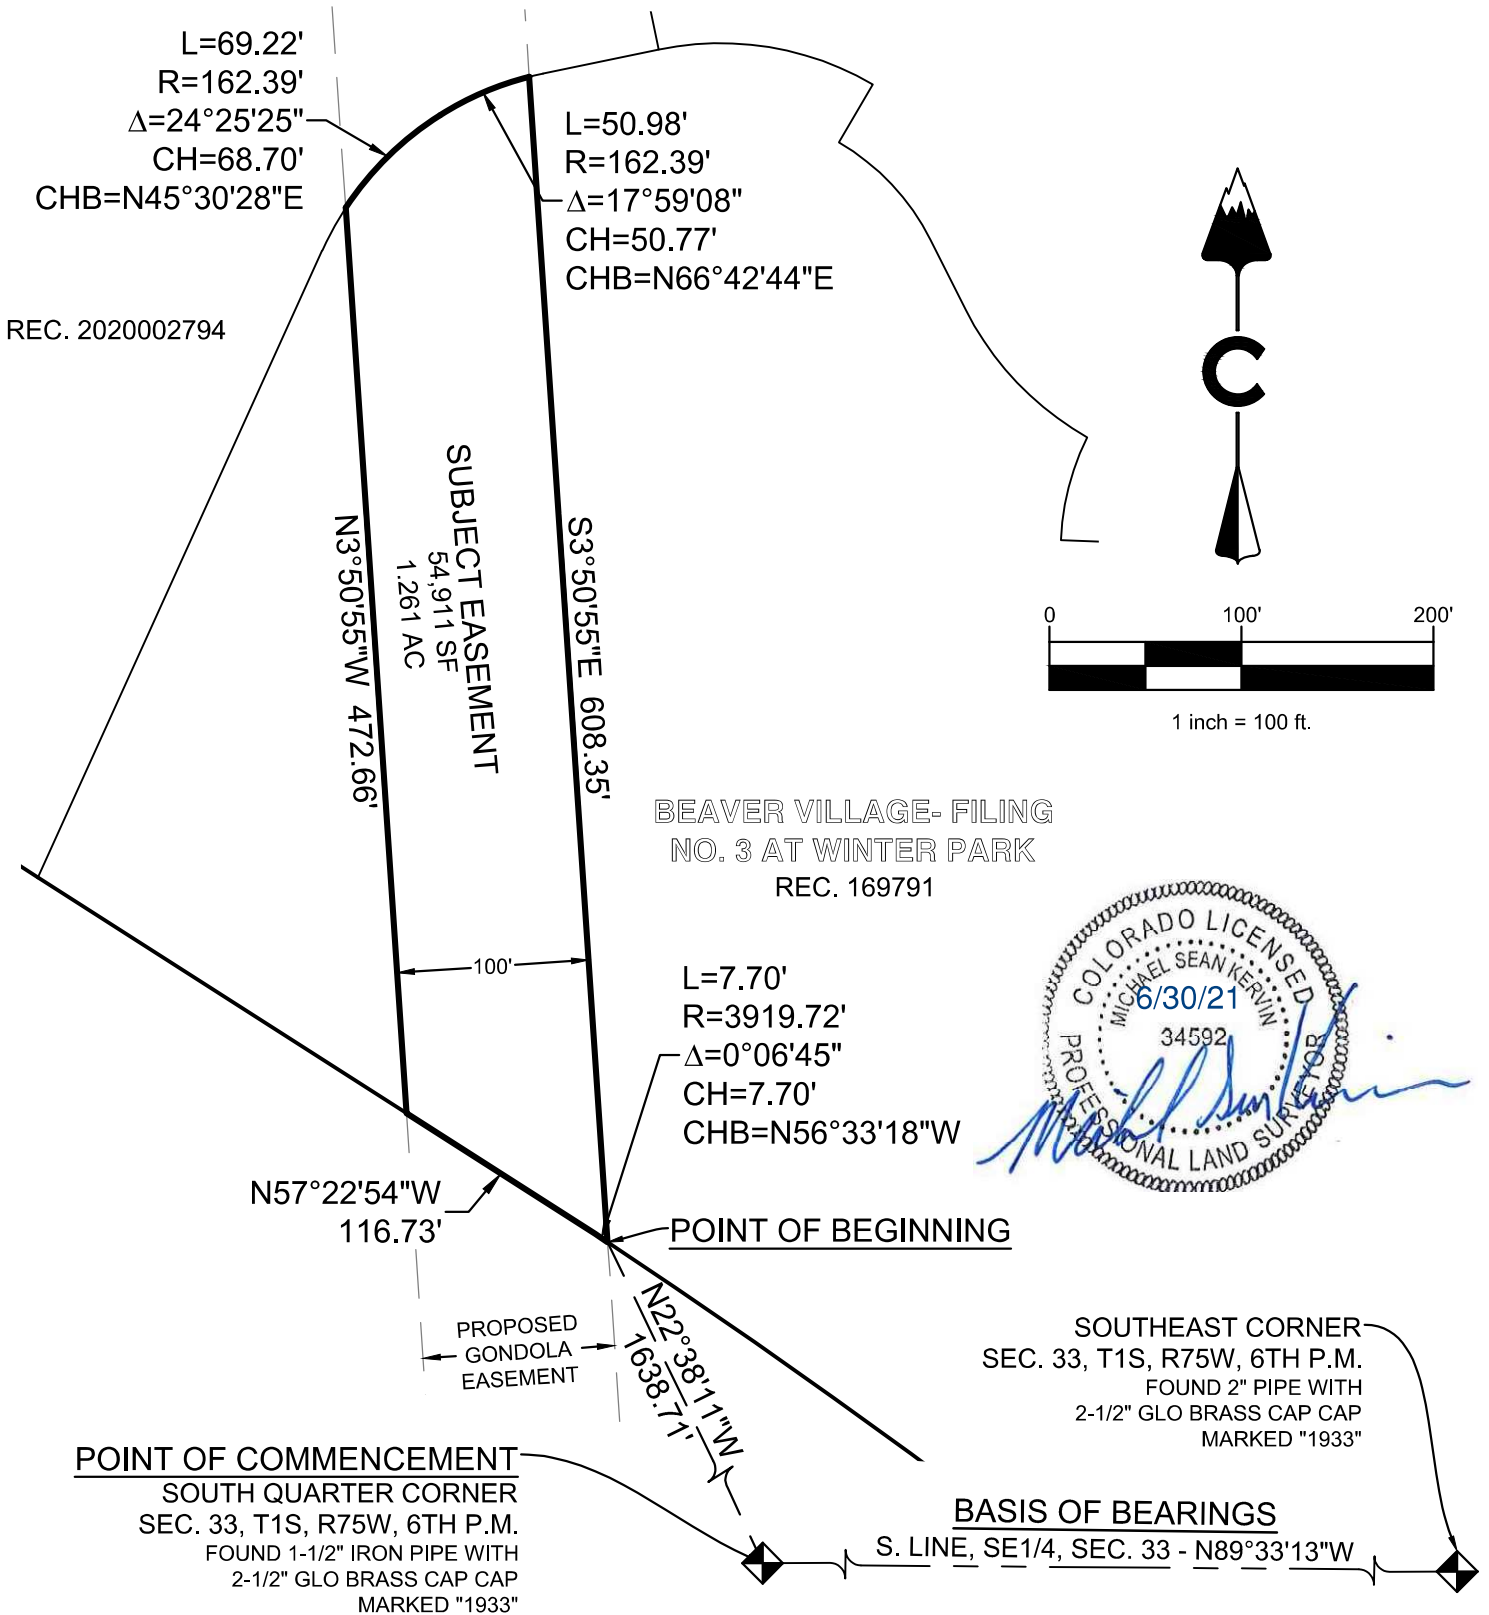 L=69.22'
R=162.39'
Δ=24°25'25"
CH=68.70'
CHB=N45°30'28"E
L=50.98'
R=162.39'
Δ=17°59'08"
CH=50.77'
CHB=N66°42'44"E
REC. 2020002794
C
N3°50'55"W 472.66'
SUBJECT EASEMENT
54,911 SF
1.261 AC
S3°50'55"E 608.35'
0 100' 200'
1 inch = 100 ft.
BEAVER VILLAGE- FILING
NO. 3 AT WINTER PARK
REC. 169791
100'
L=7.70'
R=3919.72'
Δ=0°06'45"
CH=7.70'
CHB=N56°33'18"W
COLORADO LICENSED
MICHAEL SEAN KERVIN
6/30/21
34592
PROFESSIONAL LAND SURVEYOR
N57°22'54"W
116.73'
POINT OF BEGINNING
PROPOSED
GONDOLA
EASEMENT
N22°38'11"W
1638.71'
SOUTHEAST CORNER
SEC. 33, T1S, R75W, 6TH P.M.
FOUND 2" PIPE WITH
2-1/2" GLO BRASS CAP CAP
MARKED "1933"
POINT OF COMMENCEMENT
SOUTH QUARTER CORNER
SEC. 33, T1S, R75W, 6TH P.M.
FOUND 1-1/2" IRON PIPE WITH
2-1/2" GLO BRASS CAP CAP
MARKED "1933"
BASIS OF BEARINGS
S. LINE, SE1/4, SEC. 33 - N89°33'13"W